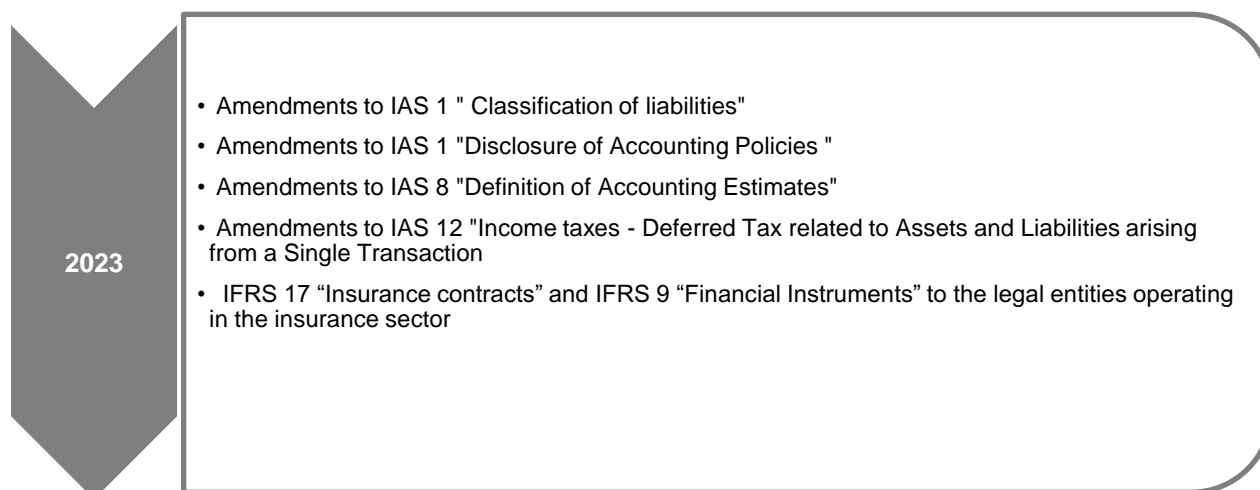 • Amendments to IAS 1 " Classification of liabilities"
• Amendments to IAS 1 "Disclosure of Accounting Policies "
• Amendments to IAS 8 "Definition of Accounting Estimates"
• Amendments to IAS 12 "Income taxes - Deferred Tax related to Assets and Liabilities arising
from a Single Transaction
2023
• IFRS 17 “Insurance contracts” and IFRS 9 “Financial Instruments” to the legal entities operating
in the insurance sector